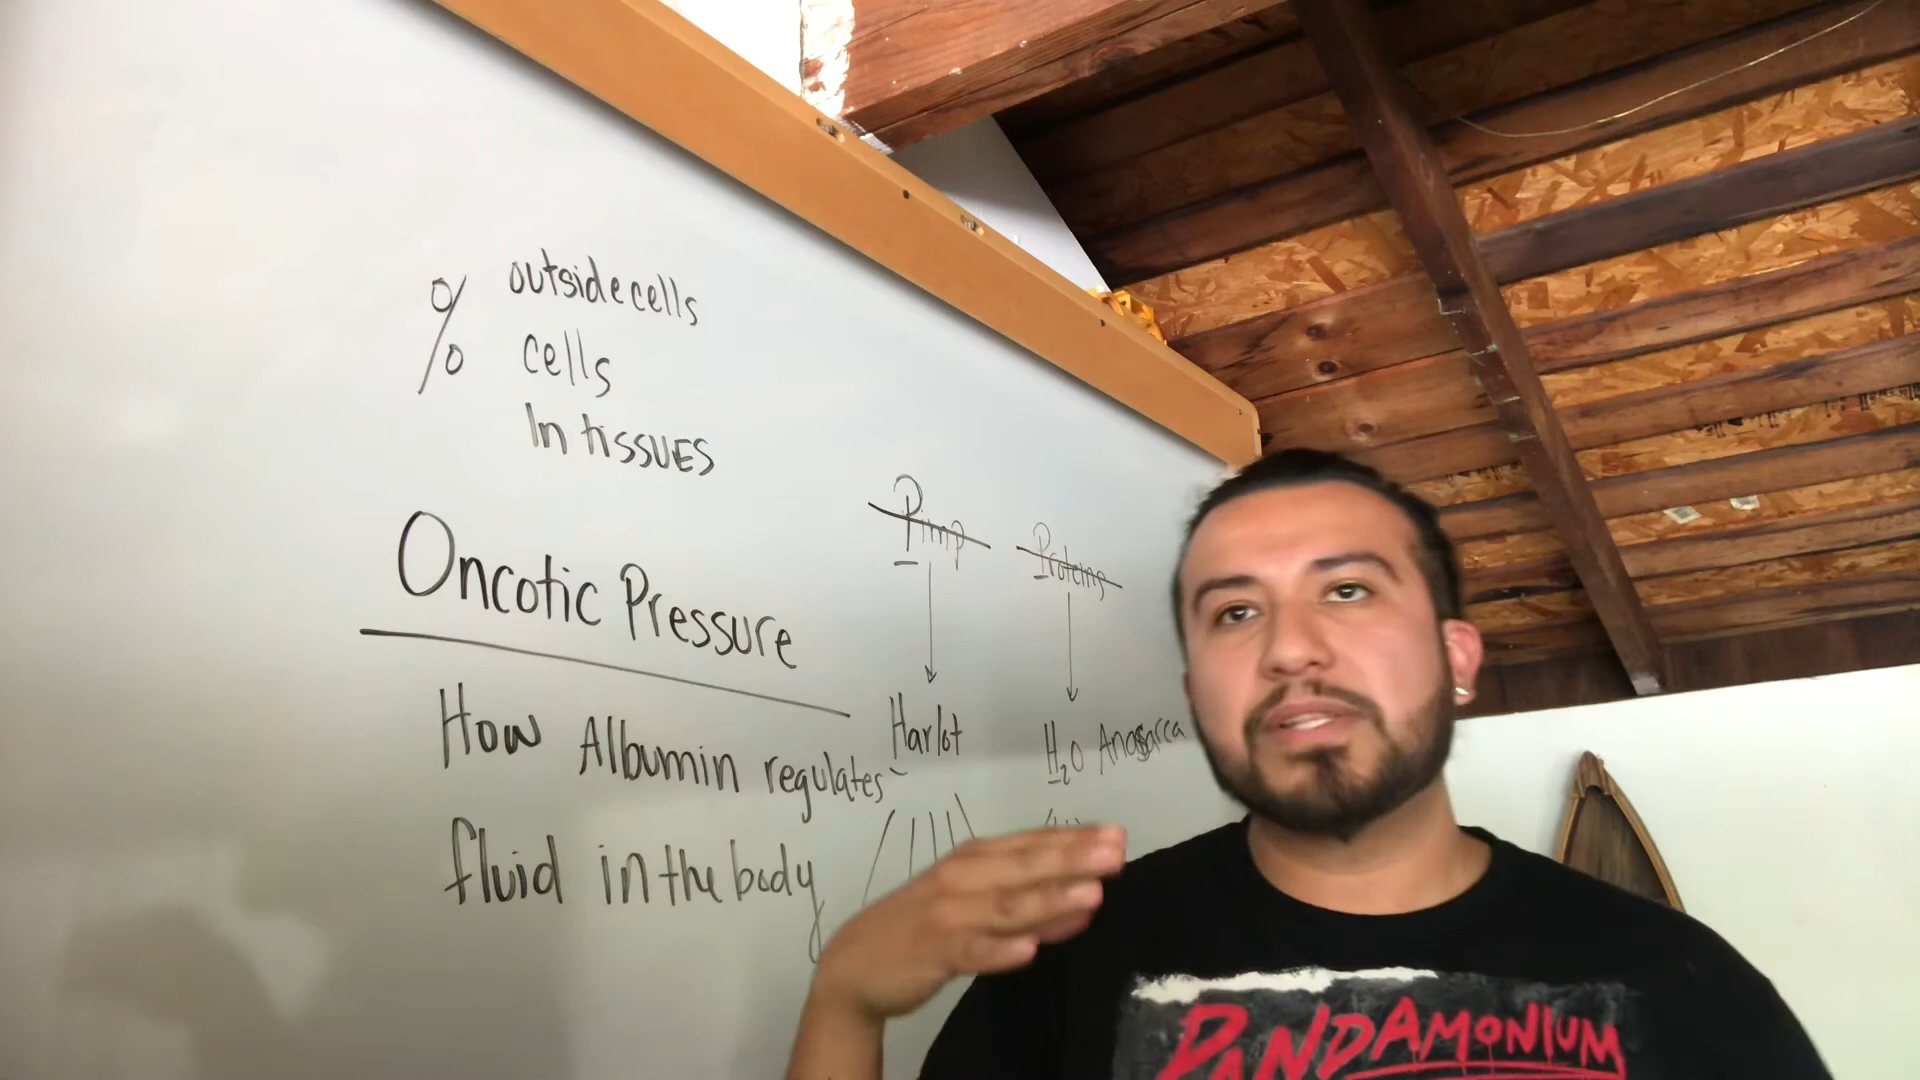 % outside cells
% cells
In tissues
Oncotic Pressure
How Albumin regulates
fluid in the body
Pimp
Harlot
Proteins
H₂O Anasarca
PANDAMONIUM